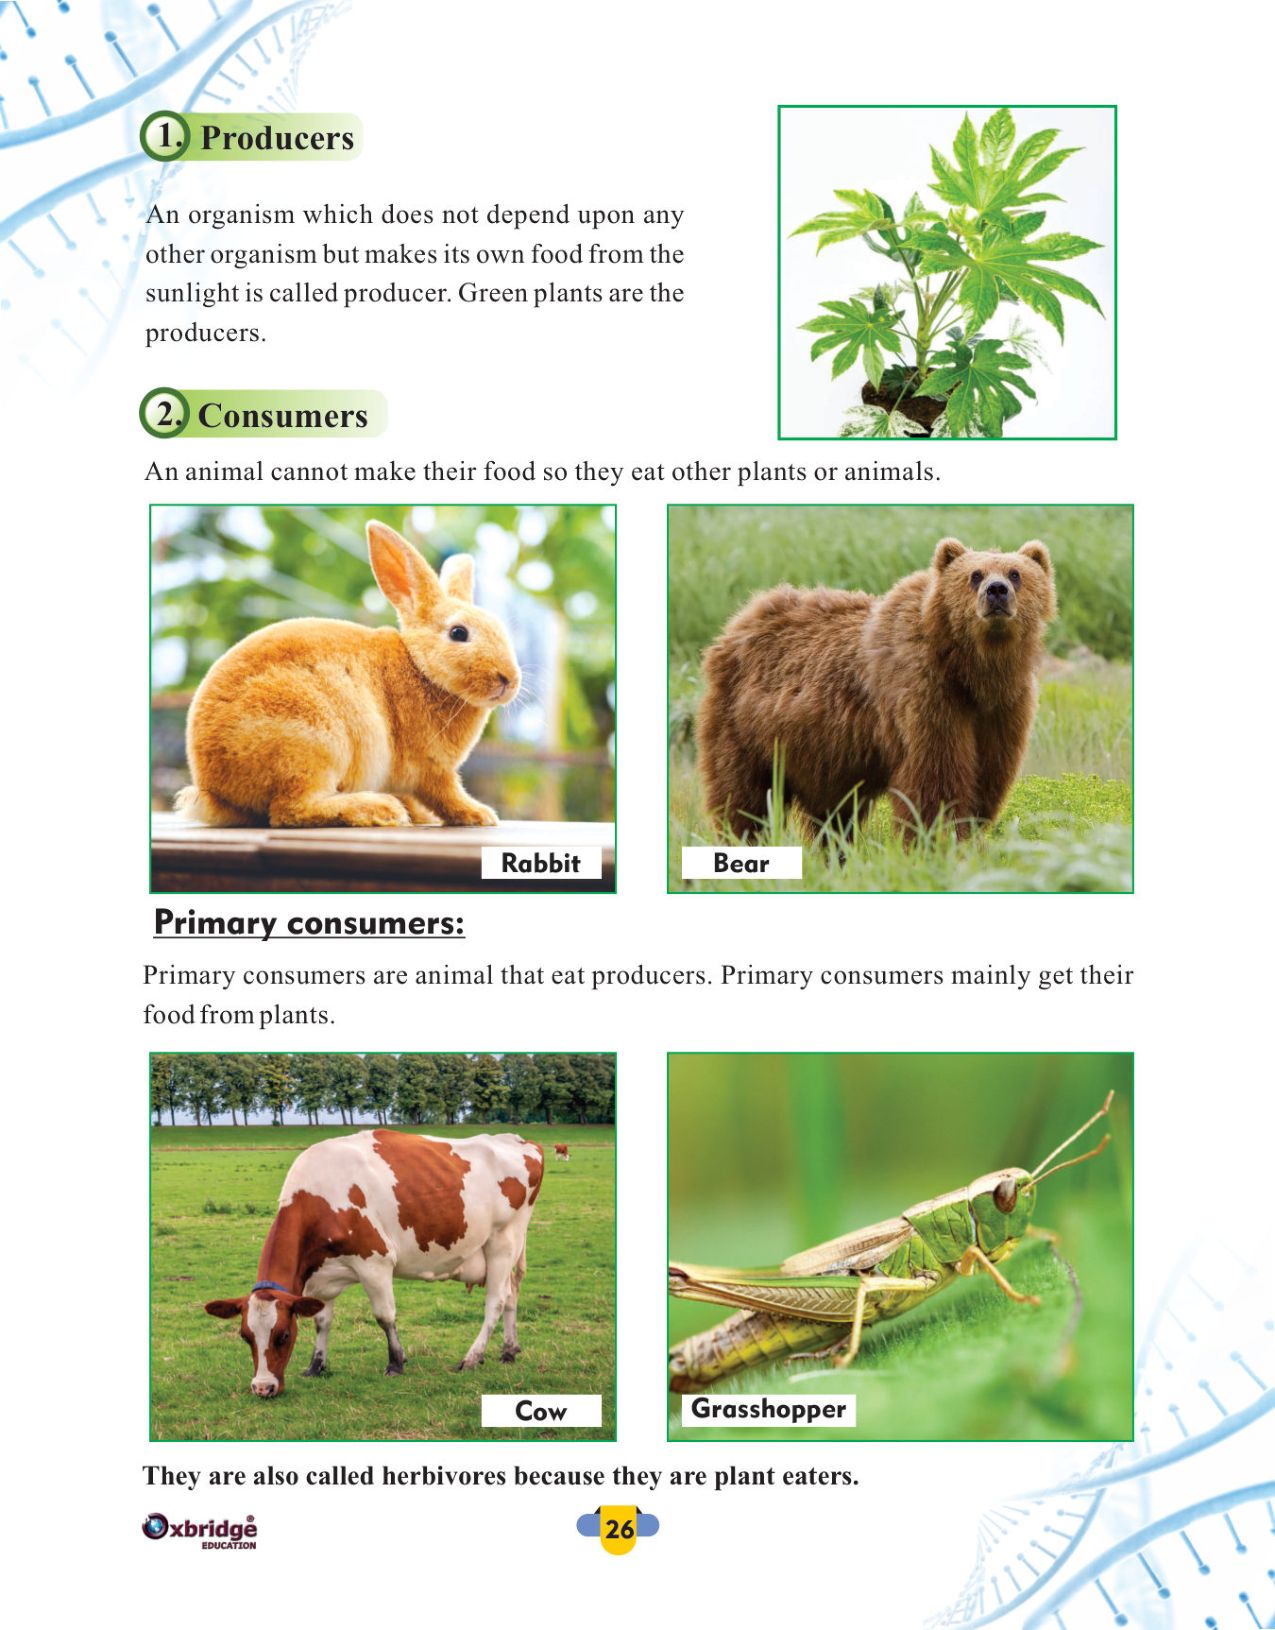 1. Producers
An organism which does not depend upon any
other organism but makes its own food from the
sunlight is called producer. Green plants are the
producers.
2. Consumers
An animal cannot make their food so they eat other plants or animals.
Rabbit
Bear
Primary consumers:
Primary consumers are animal that eat producers. Primary consumers mainly get their
food from plants.
Cow
Grasshopper
They are also called herbivores because they are plant eaters.
Oxbridge®
EDUCATION
26